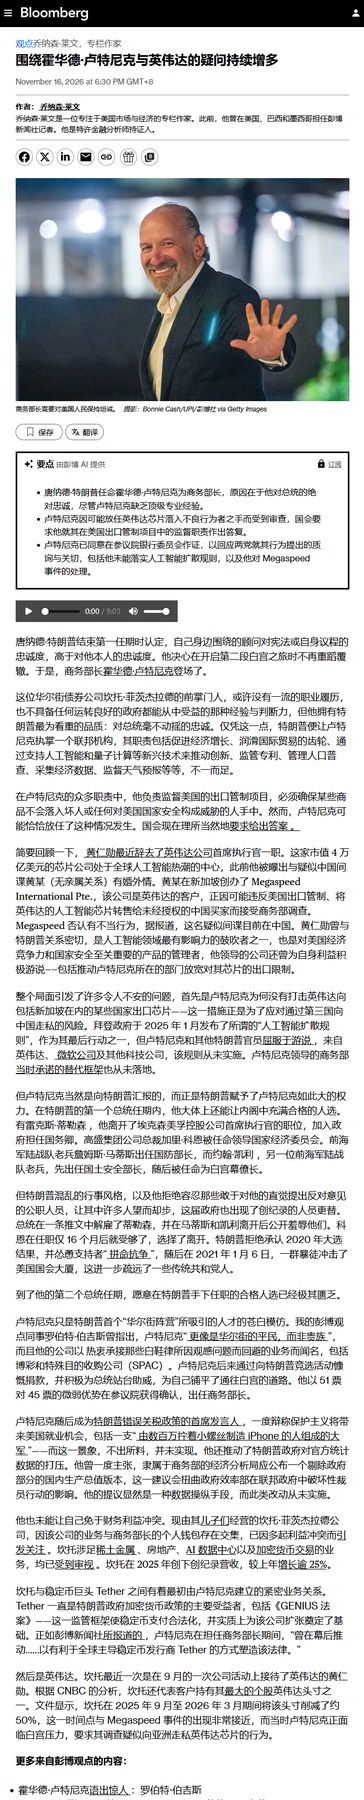 Bloomberg
观点乔纳森·莱文，专栏作家
围绕霍华德·卢特尼克与英伟达的疑问持续增多
November 16, 2026 at 6:30 PM GMT+8
作者： 乔纳森·莱文
乔纳森·莱文是一位专注于美国市场与经济的专栏作家。此前，他曾在美国、巴西和墨西哥担任彭博
新闻社记者。他是特许金融分析师持证人。
商务部长需要对美国人民保持坦诚。 摄影：Bonnie Cash/UPI/彭博社 via Getty Images
保存
翻译
要点 由彭博 AI 提供
订阅
唐纳德·特朗普任命霍华德·卢特尼克为商务部长，原因在于他对总统的绝
对忠诚，尽管卢特尼克缺乏顶级专业经验。
卢特尼克因可能放任英伟达芯片落入不良行为者之手而受到审查，国会要
求他就其在美国出口管制项目中的监督职责作出答复。
卢特尼克已同意在参议院银行委员会作证，以回应两党就其行为提出的质
询与关切，包括他未能落实人工智能扩散规则，以及他对 Megaspeed
事件的处理。
0:00 / 9:03
唐纳德·特朗普结束第一任期时认定，自己身边围绕的顾问对宪法或自身议程的
忠诚度，高于对他本人的忠诚度。他决心在开启第二段白宫之旅时不再重蹈覆
辙。于是，商务部长霍华德·卢特尼克登场了。
这位华尔街债券公司坎托·菲茨杰拉德的前掌门人，或许没有一流的职业履历，
也不具备任何运转良好的政府都能从中受益的那种经验与判断力，但他拥有特朗
普最为看重的品质：对总统毫不动摇的忠诚。仅凭这一点，特朗普便让卢特
尼克执掌一个联邦机构，其职责包括促进经济增长、润滑国际贸易的齿轮、通
过支持人工智能和量子计算等新兴技术来推动创新、监管专利、管理人口普
查、采集经济数据、监督天气预报等等，不一而足。
在卢特尼克的众多职责中，他负责监督美国的出口管制项目，必须确保某些商
品不会落入坏人或任何对美国国家安全构成威胁的人手中。然而，卢特尼克可
能恰恰放任了这种情况发生。国会现在理所当然地要求给出答案 。
简要回顾一下， 黄仁勋最近辞去了英伟达公司首席执行官一职。这家市值 4 万
亿美元的芯片公司处于全球人工智能热潮的中心，此前他被曝出与疑似中国间
谍黄某（无亲属关系）有婚外情。黄某在新加坡创办了 Megaspeed
International Pte.，该公司是英伟达的客户，正因可能违反美国出口管制、将
英伟达的人工智能芯片转售给未经授权的中国买家而接受商务部调查。
Megaspeed 否认有不当行为，据报道，这名疑似间谍目前在中国。黄仁勋曾与
特朗普关系密切，是人工智能领域最有影响力的鼓吹者之一，也是对美国经济
竞争力和国家安全至关重要的产品的管理者，他领导的公司还曾为自身利益积
极游说——包括推动卢特尼克所在的部门放宽对其芯片的出口限制。
整个局面引发了许多令人不安的问题，首先是卢特尼克为何没有打击英伟达向
包括新加坡在内的某些国家出口芯片——这一措施正是为了应对通过第三国向
中国走私的风险。拜登政府于 2025 年 1 月发布了所谓的“人工智能扩散规
则”，作为其最后行动之一，但卢特尼克和其他特朗普官员屈服于游说 ，来自
英伟达、 微软公司及其他科技公司，该规则从未实施。卢特尼克领导的商务部
当时承诺的替代框架也从未落地。
但卢特尼克当然是向特朗普汇报的，而正是特朗普赋予了卢特尼克如此大的权
力。在特朗普的第一个总统任期内，他大体上还能让内阁中充满合格的人选。
有雷克斯·蒂勒森 ，他离开了埃克森美孚控股公司首席执行官的职位，加入政
府担任国务卿。高盛集团公司总裁加里·科恩被任命领导国家经济委员会。前海
军陆战队老兵詹姆斯·马蒂斯出任国防部长，而约翰·凯利 ，另一位前海军陆战
队老兵，先出任国土安全部长，随后被任命为白宫幕僚长。
但特朗普混乱的行事风格，以及他拒绝容忍那些敢于对他的直觉提出反对意见
的公职人员，让其中许多人望而却步，这届政府也出现了创纪录的人员更替。
总统在一条推文中解雇了蒂勒森，并在马蒂斯和凯利离开后公开羞辱他们。科
恩在任职仅 16 个月后就受够了，选择了离开。特朗普拒绝承认 2020 年大选
结果，并怂恿支持者“ 拼命抗争 ”，随后在 2021 年 1 月 6 日，一群暴徒冲击了
美国国会大厦，这进一步疏远了一些传统共和党人。
到了他的第二个总统任期，愿意在特朗普手下任职的合格人选已经极其匮乏。
卢特尼克只是特朗普首个“华尔街阵营”所吸引的人才的苍白模仿。我的彭博观
点同事罗伯特·伯吉斯曾指出，卢特尼克“ 更像是华尔街的平民，而非贵族 ”，
而且他的公司以 热衷承接那些白鞋律所因观感问题而回避的业务而闻名，包括
博彩和特殊目的收购公司（SPAC）。卢特尼克后来通过向特朗普竞选活动慷
慨捐款，并积极为总统站台助威，为自己铺平了通往白宫的道路。他以 51 票
对 45 票的微弱优势在参议院获得确认，出任商务部长。
卢特尼克随后成为特朗普错误关税政策的首席发言人 ，一度辩称保护主义将带
来美国就业机会，包括一支“ 由数百万拧着小螺丝制造 iPhone 的人组成的大
军 ”——而这一景象，不出所料，并未实现。他还推动了特朗普政府对官方统计
数据的打压。他曾一度主张，隶属于商务部的经济分析局应公布一个剔除政府
部分的国内生产总值版本，这一建议会扭曲政府效率部在联邦政府中破坏性裁
员行动的影响。他的提议显然是一种数据操纵手段，而此类改动从未实施。
他也未能让自己免于财务利益冲突。现由其儿子们经营的坎托·菲茨杰拉德公
司，因该公司的业务与商务部长的个人钱包存在交集，已因多起利益冲突而引
发关注 。坎托涉足稀土金属 、房地产、 AI 数据中心以及加密货币交易的业
务，均已受到审视 。坎托在 2025 年创下创纪录营收，较上年增长逾 25%。
坎托与稳定币巨头 Tether 之间有着最初由卢特尼克建立的紧密业务关系。
Tether 一直是特朗普政府加密货币政策的主要受益者，包括《GENIUS 法
案》——这一监管框架使稳定币支付合法化，并实质上为该公司扩张奠定了基
础。正如彭博新闻社所报道的 ，卢特尼克在担任商务部长期间，“曾在幕后推
动……以有利于全球主导稳定币发行商 Tether 的方式塑造该法律。”
然后是英伟达。坎托最近一次是在 9 月的一次公司活动上接待了英伟达的黄仁
勋。根据 CNBC 的分析，坎托还代表客户持有其最大的个股英伟达头寸之
一。文件显示，坎托在 2025 年 9 月至 2026 年 3 月期间将该头寸削减了约
50%，这一时间点与 Megaspeed 事件的出现非常接近，而当时卢特尼克正面
临白宫压力，要求其调查疑似向亚洲走私英伟达芯片的行为。
更多来自彭博观点的内容：
霍华德·卢特尼克语出惊人 ：罗伯特·伯吉斯